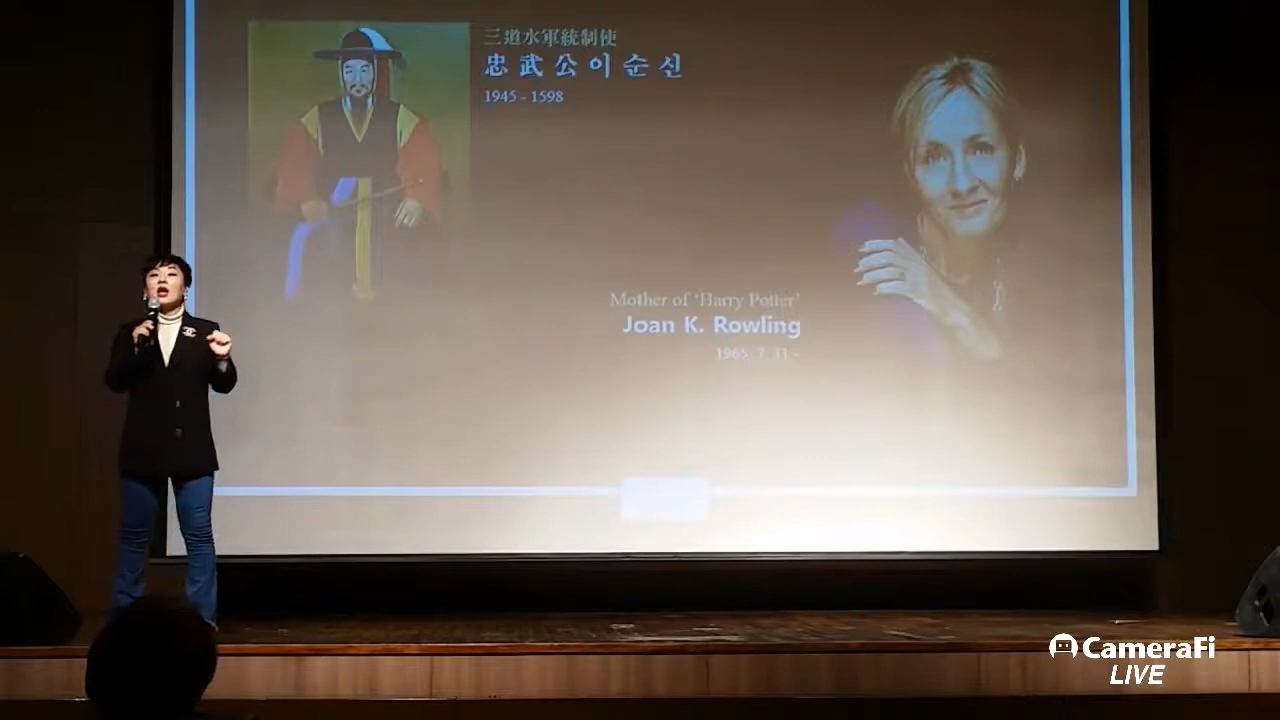 三道水軍統制使
忠武公이순신
1945 - 1598
Mother of 'Harry Potter'
Joan K. Rowling
1965. 7. 31 -
CameraFi
LIVE